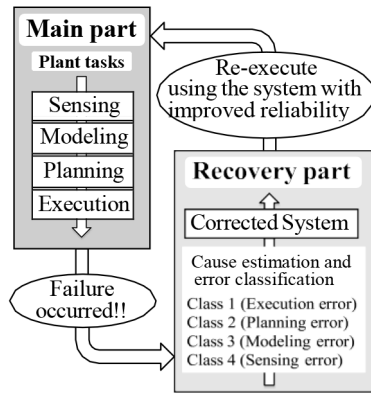 Main part
Plant tasks
Sensing
Modeling
Planning
Execution
Failure
occurred!!
Re-execute
using the system with
improved reliability
Recovery part
Corrected System
Cause estimation and
error classification
Class 1 (Execution error)
Class 2 (Planning error)
Class 3 (Modeling error)
Class 4 (Sensing error)